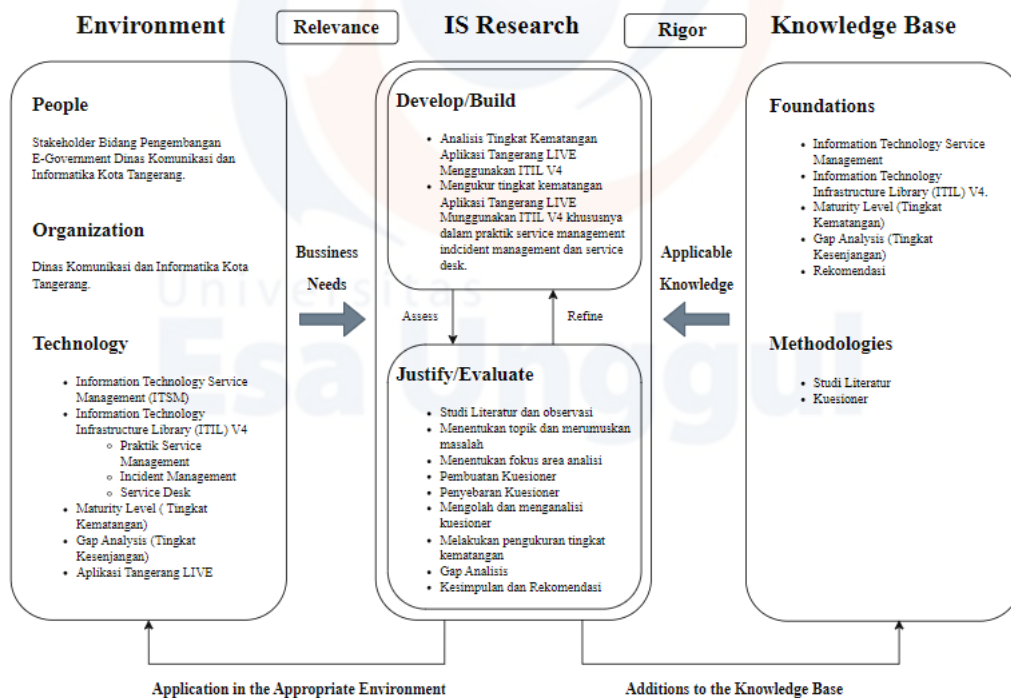 Environment
Relevance
IS Research
Rigor
Knowledge Base
People
Stakeholder Bidang Pengembangan
E-Government Dinas Komunikasi dan
Informatika Kota Tangerang.
Organization
Dinas Komunikasi dan Informatika Kota
Tangerang.
Technology
• Information Technology Service
Management (ITSM)
• Information Technology
Infrastructure Library (ITIL) V4
○ Praktik Service
Management
○ Incident Management
○ Service Desk
• Maturity Level ( Tingkat
Kematangan)
• Gap Analysis (Tingkat
Kesenjangan)
• Aplikasi Tangerang LIVE
Bussiness
Needs
Develop/Build
• Analisis Tingkat Kematangan
Aplikasi Tangerang LIVE
Menggunakan ITIL V4
• Mengukur tingkat kematangan
Aplikasi Tangerang LIVE
Munggunakan ITIL V4 khususnya
dalam praktik service management
indcident management dan service
desk.
Assess
Refine
Justify/Evaluate
• Studi Literatur dan observasi
• Menentukan topik dan merumuskan
masalah
• Menentukan fokus area analisi
• Pembuatan Kuesioner
• Penyebaran Kuesioner
• Mengolah dan menganalisi
kuesioner
• Melakukan pengukuran tingkat
kematangan
• Gap Analisis
• Kesimpulan dan Rekomendasi
Applicable
Knowledge
Foundations
• Information Technology Service
Management
• Information Technology
Infrastructure Library (ITIL) V4.
• Maturity Level (Tingkat
Kematangan)
• Gap Analysis (Tingkat
Kesenjangan)
• Rekomendasi
Methodologies
• Studi Literatur
• Kuesioner
Application in the Appropriate Environment
Additions to the Knowledge Base
Universitas
Esa Unggul